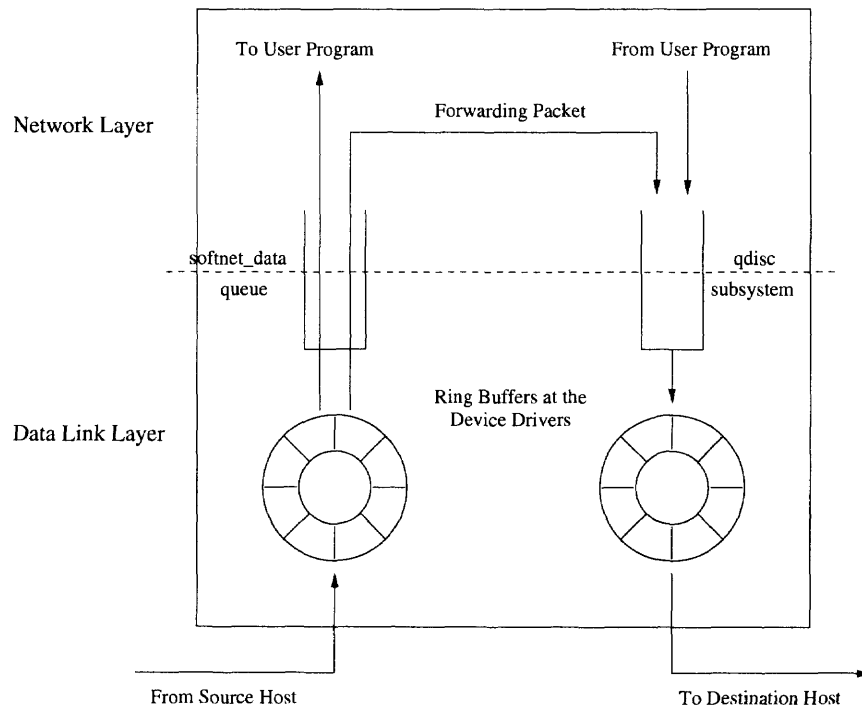 To User Program
From User Program
Forwarding Packet
Network Layer
softnet_data
queue
qdisc
subsystem
Ring Buffers at the
Device Drivers
Data Link Layer
From Source Host
To Destination Host